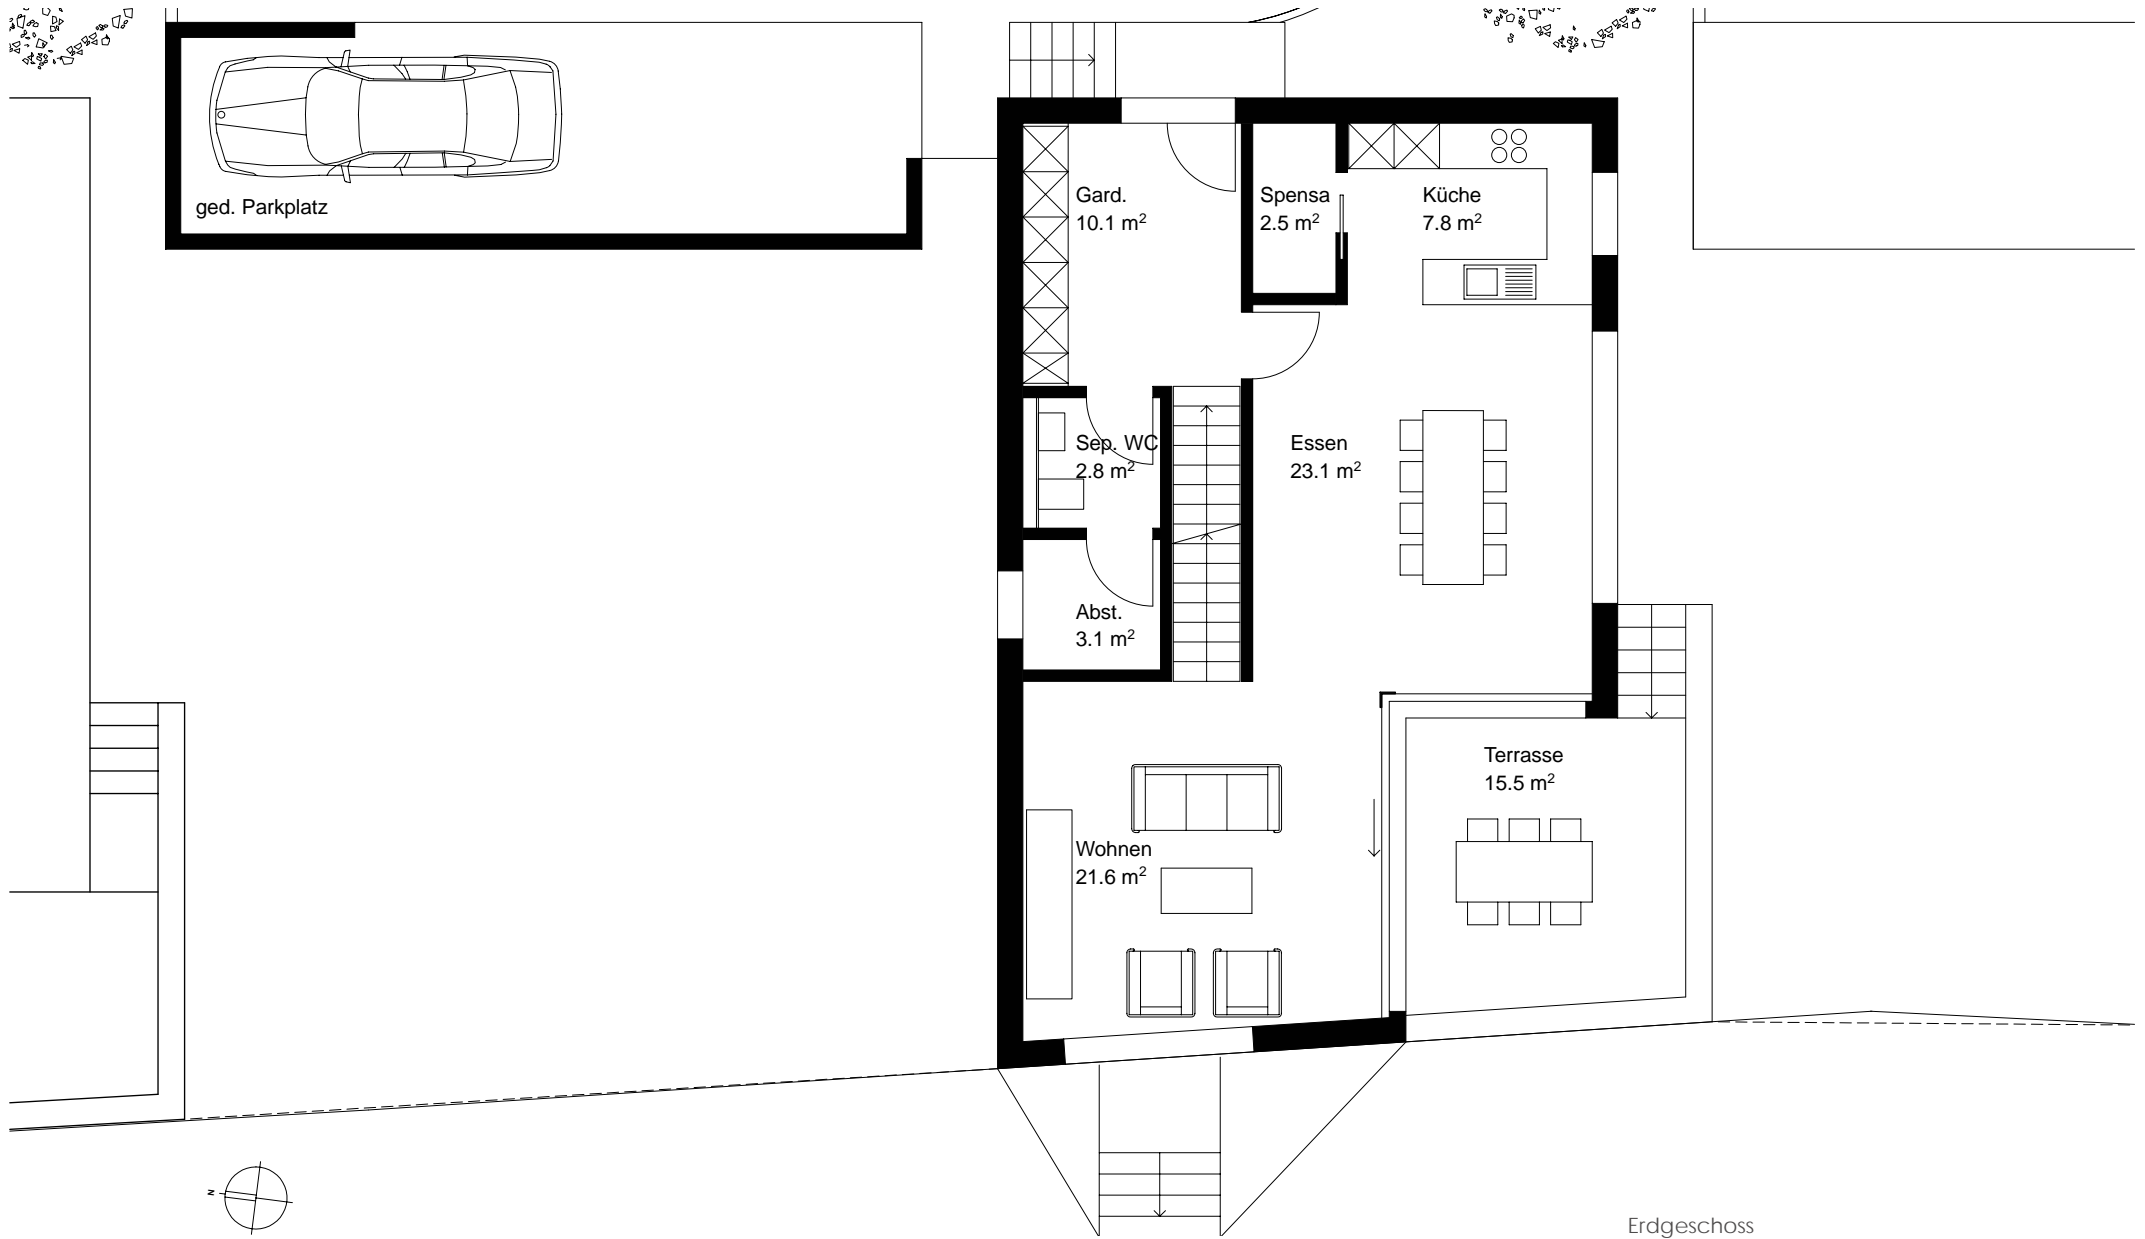 ged. Parkplatz
Gard.
10.1 m²
Spensa
2.5 m²
Küche
7.8 m²
Sep. WC
2.8 m²
Essen
23.1 m²
Abst.
3.1 m²
Terrasse
15.5 m²
Wohnen
21.6 m²
N
Erdgeschoss